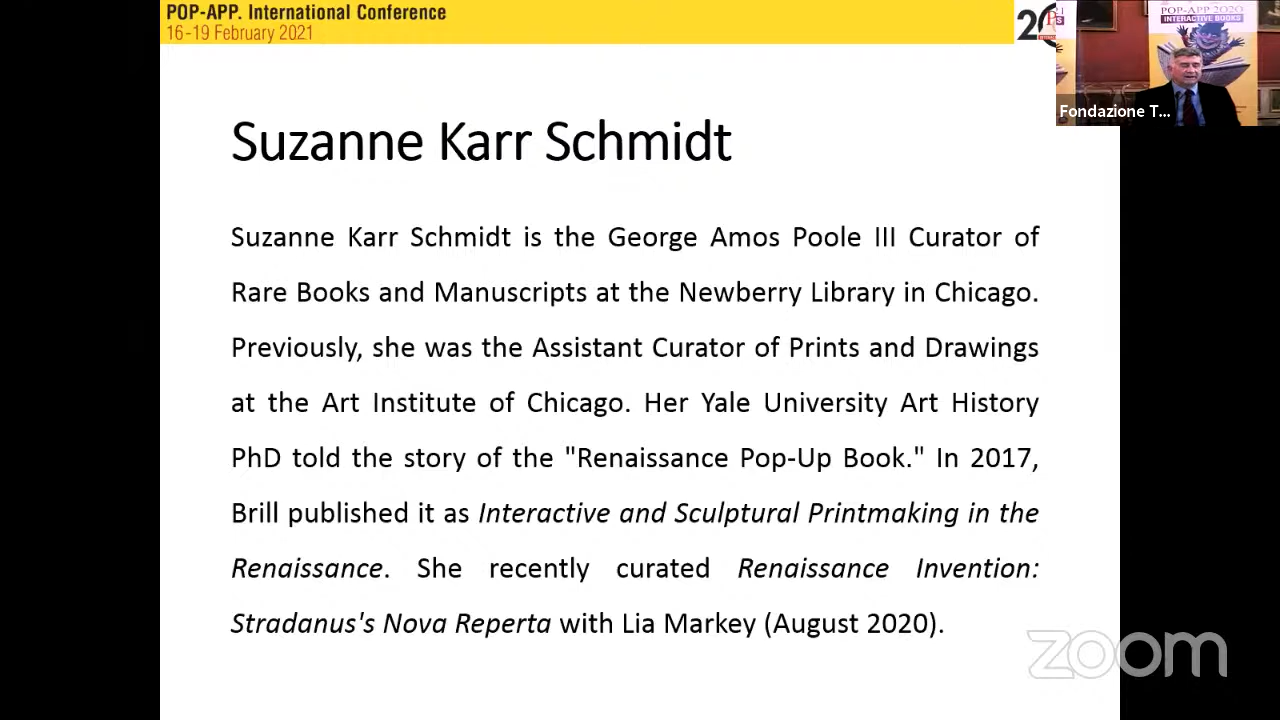 POP-APP. International Conference
16-19 February 2021
POP-APP 2020
INTERACTIVE BOOKS
Fondazione T...
Suzanne Karr Schmidt
Suzanne Karr Schmidt is the George Amos Poole III Curator of
Rare Books and Manuscripts at the Newberry Library in Chicago.
Previously, she was the Assistant Curator of Prints and Drawings
at the Art Institute of Chicago. Her Yale University Art History
PhD told the story of the "Renaissance Pop-Up Book." In 2017,
Brill published it as Interactive and Sculptural Printmaking in the
Renaissance. She recently curated Renaissance Invention:
Stradanus's Nova Reperta with Lia Markey (August 2020).
zoom